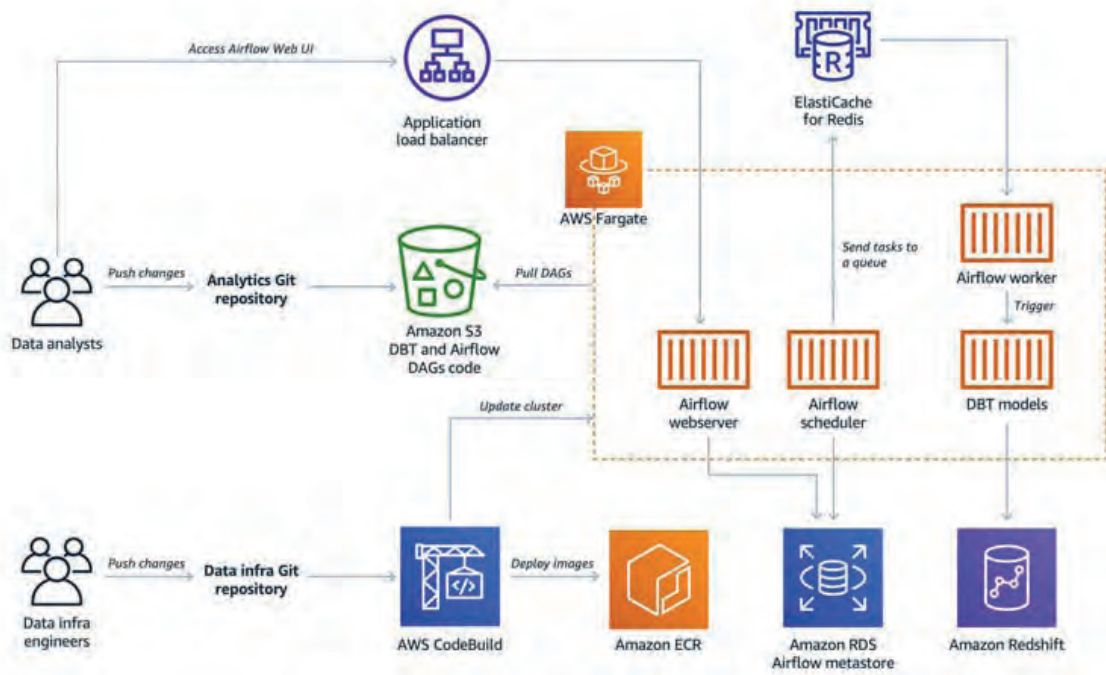 Access Airflow Web UI
Application
load balancer
R
ElastiCache
for Redis
AWS Fargate
Send tasks to
a queue
Airflow worker
Trigger
Data analysts
Push changes
Analytics Git
repository
Pull DAGs
Amazon S3
DBT and Airflow
DAGs code
Airflow
webserver
Airflow
scheduler
DBT models
Update cluster
Data infra
engineers
Push changes
Data infra Git
repository
</>
AWS CodeBuild
Deploy images
Amazon ECR
Amazon RDS
Airflow metastore
Amazon Redshift